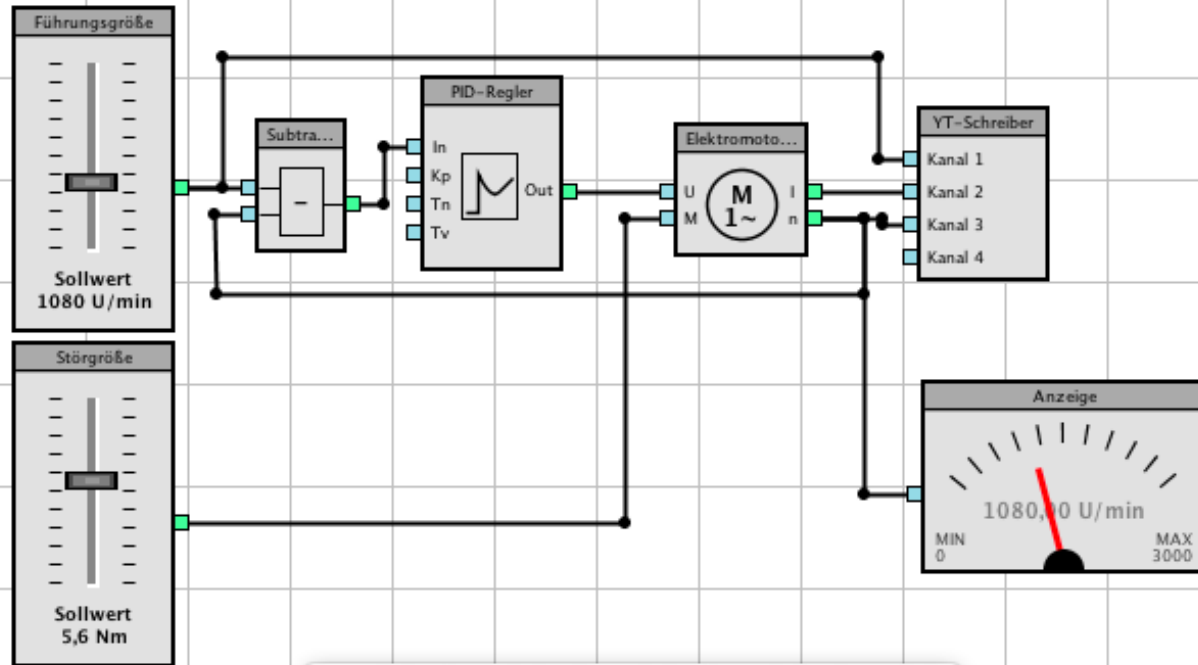 Führungsgröße
Sollwert
1080 U/min
Störgröße
Sollwert
5,6 Nm
Subtra...
-
PID-Regler
In
Kp
Tn
Tv
Out
Elektromoto...
U
M
M
1~
I
n
YT-Schreiber
Kanal 1
Kanal 2
Kanal 3
Kanal 4
Anzeige
1080,00 U/min
MIN
0
MAX
3000